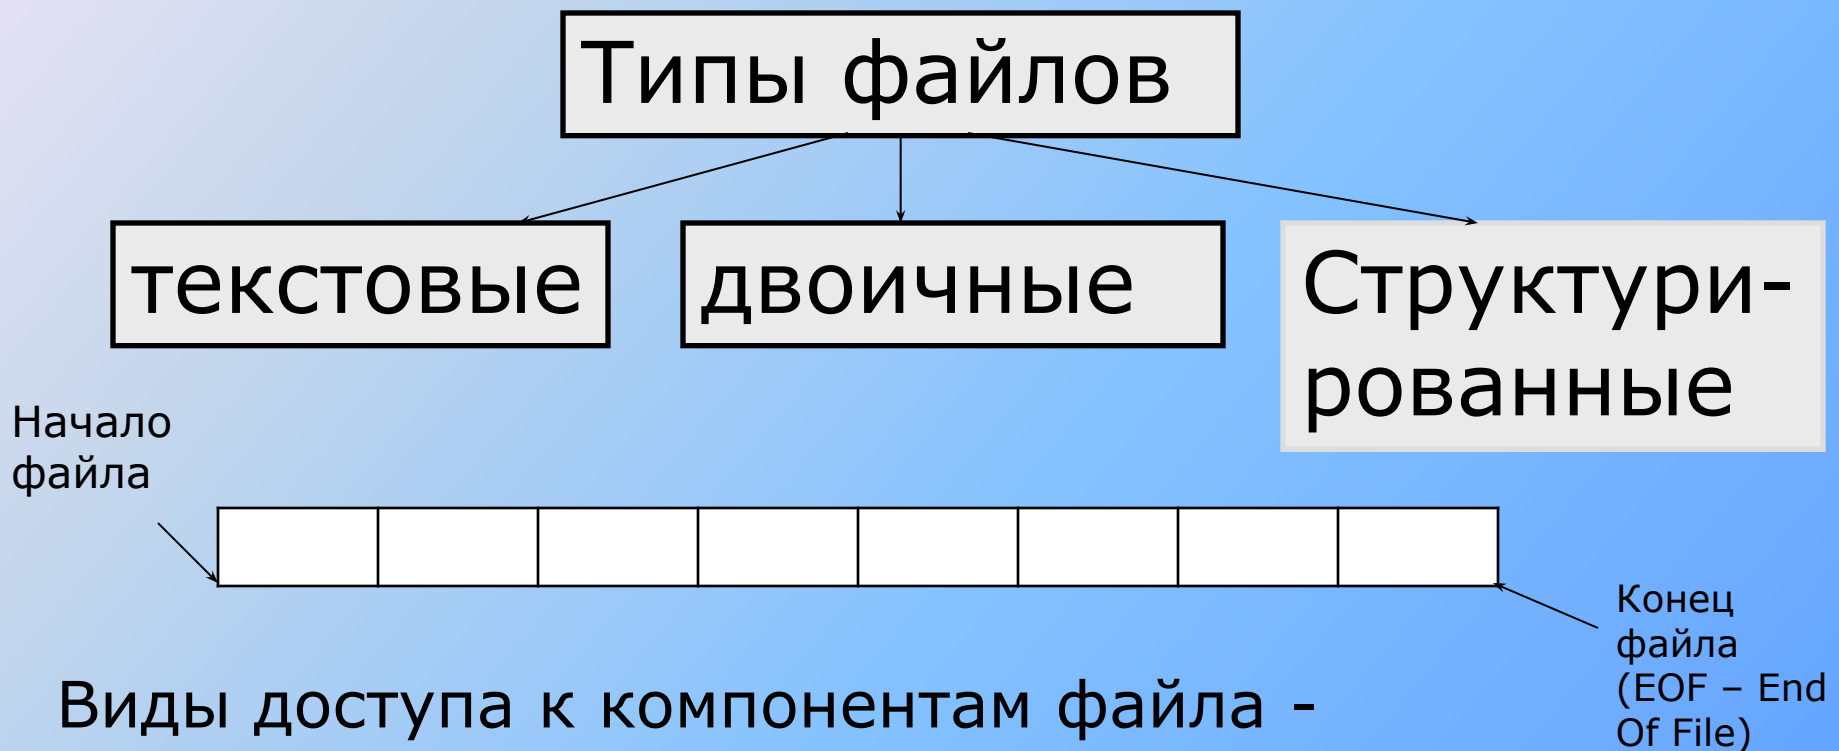 Типы файлов
текстовые
двоичные
Структури-
рованные
Начало
файла
Конец
файла
(EOF – End
Of File)
Виды доступа к компонентам файла -